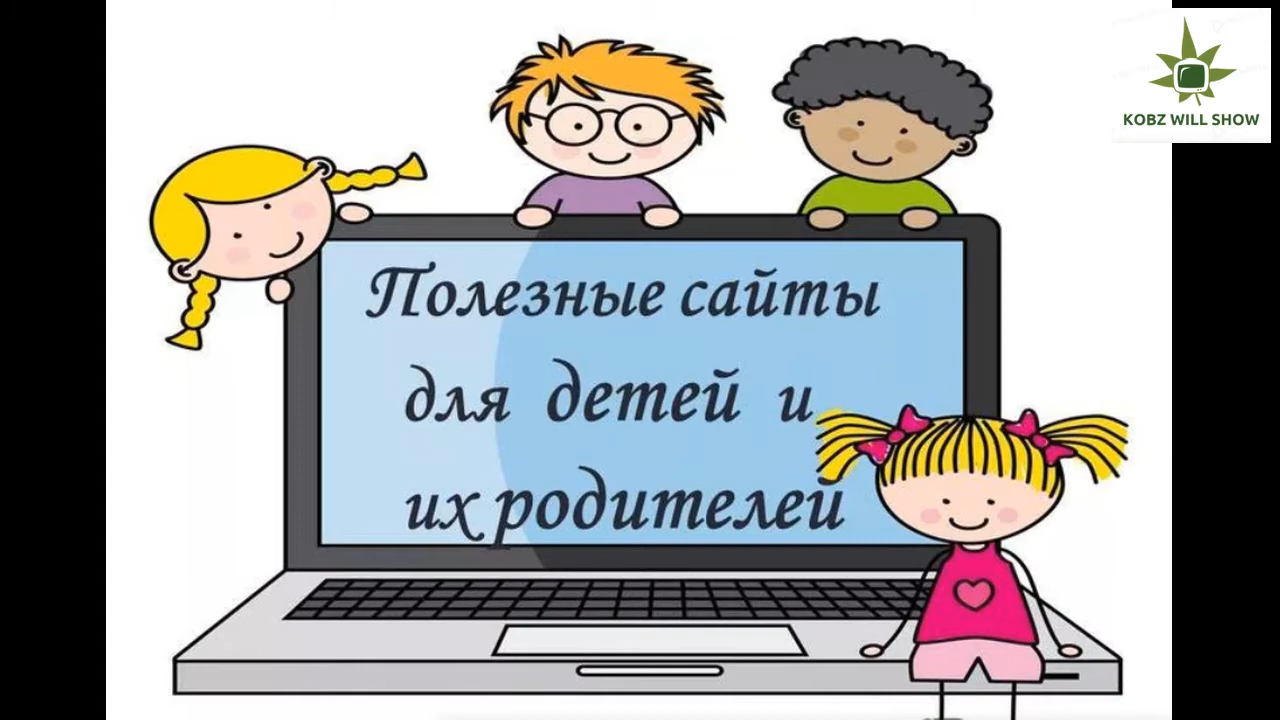 KOBZ WILL SHOW
Полезные сайты
для детей и
их родителей